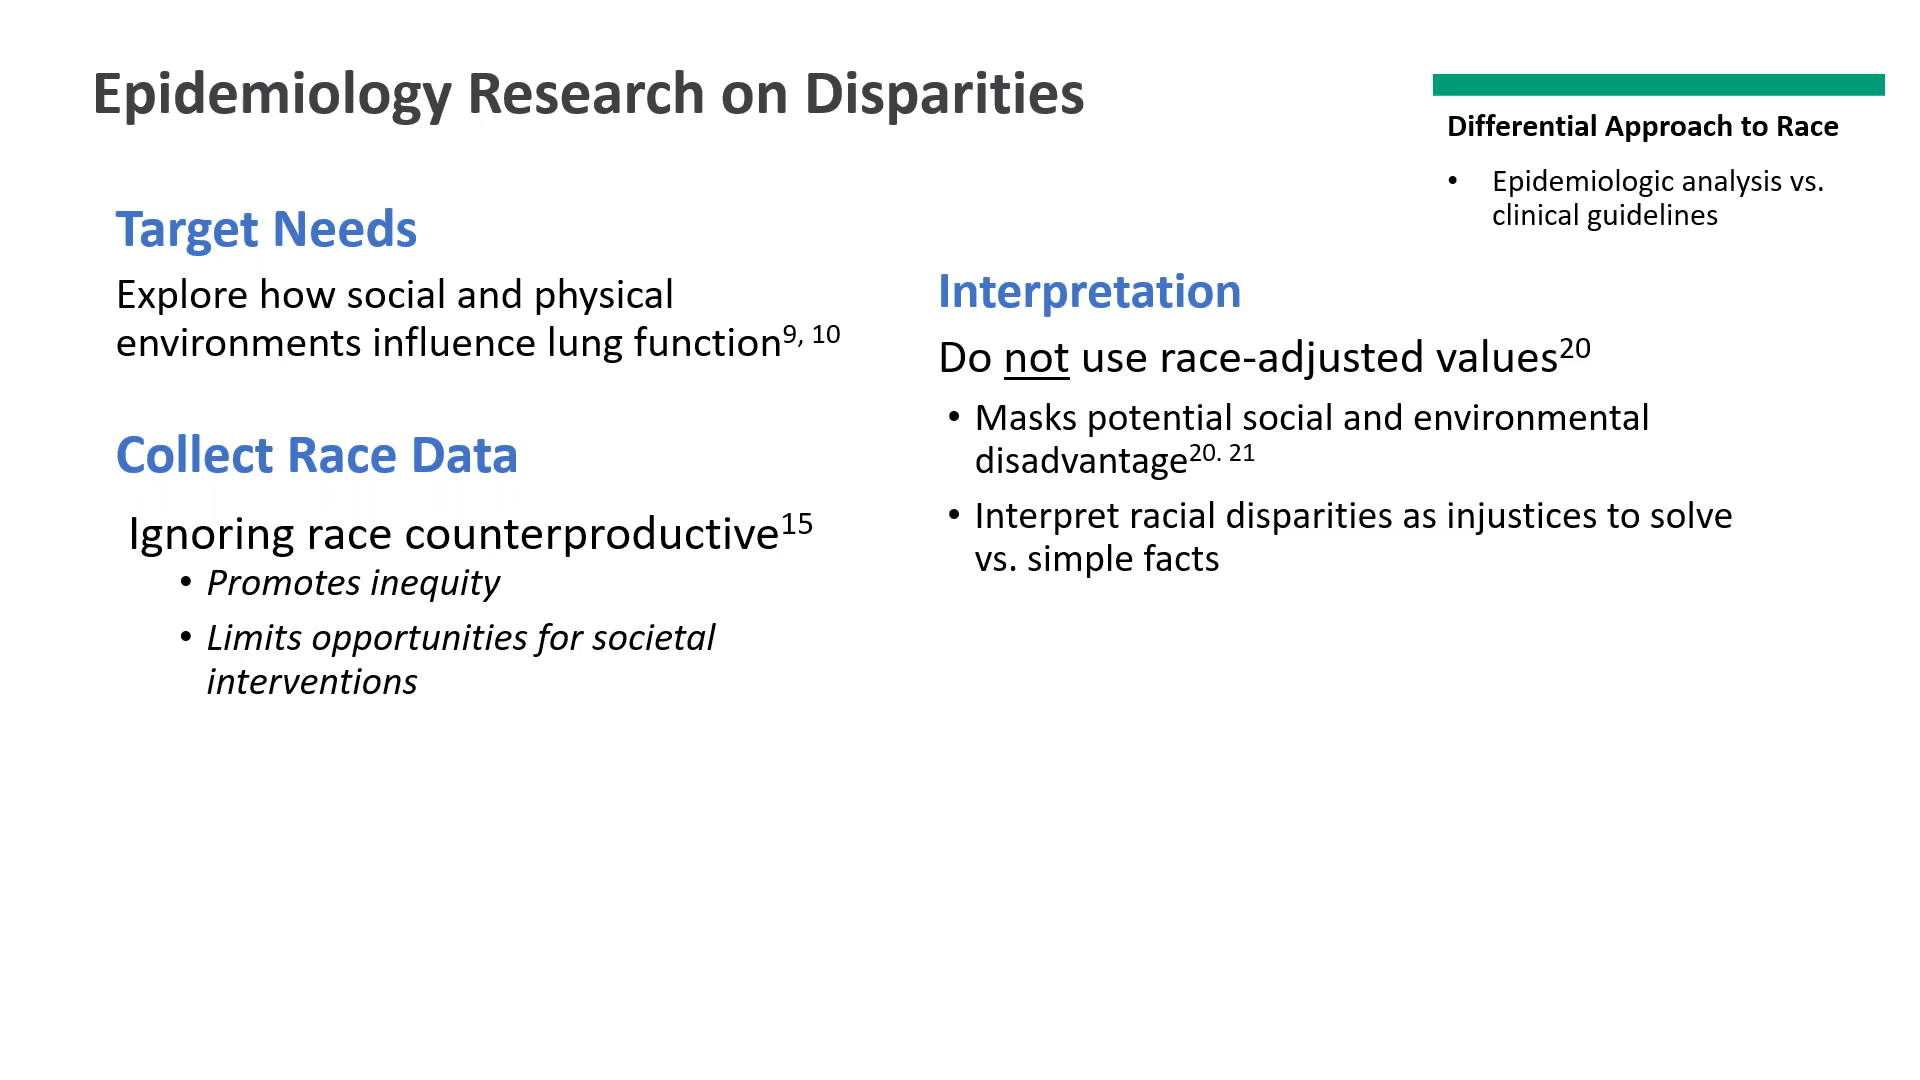 Epidemiology Research on Disparities
Differential Approach to Race
• Epidemiologic analysis vs.
clinical guidelines
Target Needs
Explore how social and physical
environments influence lung function9, 10
Collect Race Data
Ignoring race counterproductive15
• Promotes inequity
• Limits opportunities for societal
interventions
Interpretation
Do not use race-adjusted values20
• Masks potential social and environmental
disadvantage20. 21
• Interpret racial disparities as injustices to solve
vs. simple facts